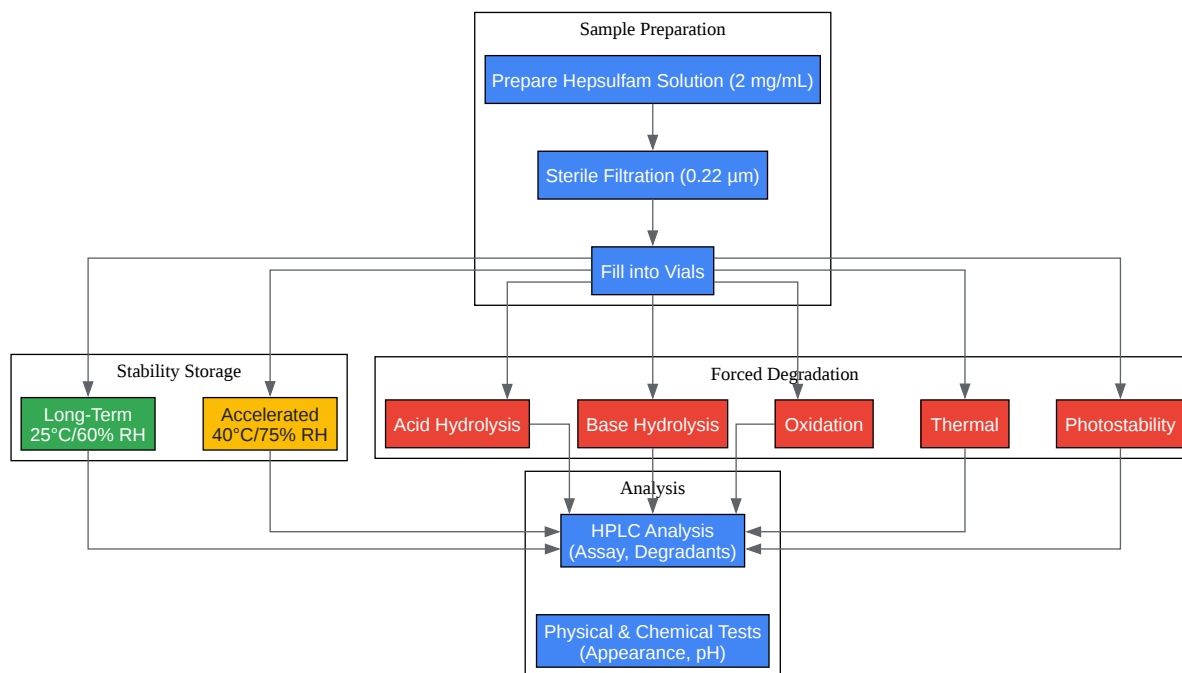 Sample Preparation
Prepare Hepsulfam Solution (2 mg/mL)
Sterile Filtration (0.22 µm)
Fill into Vials
Stability Storage
Long-Term
25°C/60% RH
Accelerated
40°C/75% RH
Forced Degradation
Acid Hydrolysis
Base Hydrolysis
Oxidation
Thermal
Photostability
Analysis
HPLC Analysis
(Assay, Degradants)
Physical & Chemical Tests
(Appearance, pH)